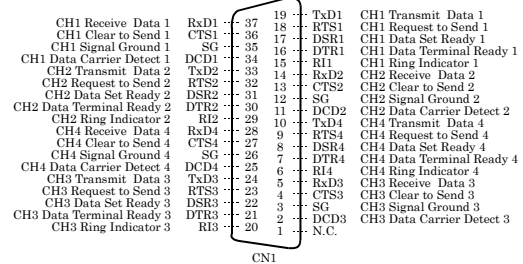 CH1 Receive Data 1 RxD1 37
CH1 Clear to Send 1 CTS1 36
CH1 Signal Ground 1 SG 35
CH1 Data Carrier Detect 1 DCD1 34
CH2 Transmit Data 2 TxD2 33
CH2 Request to Send 2 RTS2 32
CH2 Data Set Ready 2 DSR2 31
CH2 Data Terminal Ready 2 DTR2 30
CH2 Ring Indicator 2 RI2 29
CH4 Receive Data 4 RxD4 28
CH4 Clear to Send 4 CTS4 27
CH4 Signal Ground 4 SG 26
CH4 Data Carrier Detect 4 DCD4 25
CH3 Transmit Data 3 TxD3 24
CH3 Request to Send 3 RTS3 23
CH3 Data Set Ready 3 DSR3 22
CH3 Data Terminal Ready 3 DTR3 21
CH3 Ring Indicator 3 RI3 20
19 TxD1 CH1 Transmit Data 1
18 RTS1 CH1 Request to Send 1
17 DSR1 CH1 Data Set Ready 1
16 DTR1 CH1 Data Terminal Ready 1
15 RI1 CH1 Ring Indicator 1
14 RxD2 CH2 Receive Data 2
13 CTS2 CH2 Clear to Send 2
12 SG CH2 Signal Ground 2
11 DCD2 CH2 Data Carrier Detect 2
10 TxD4 CH4 Transmit Data 4
9 RTS4 CH4 Request to Send 4
8 DSR4 CH4 Data Set Ready 4
7 DTR4 CH4 Data Terminal Ready 4
6 RI4 CH4 Ring Indicator 4
5 RxD3 CH3 Receive Data 3
4 CTS3 CH3 Clear to Send 3
3 SG CH3 Signal Ground 3
2 DCD3 CH3 Data Carrier Detect 3
1 N.C.
CN1